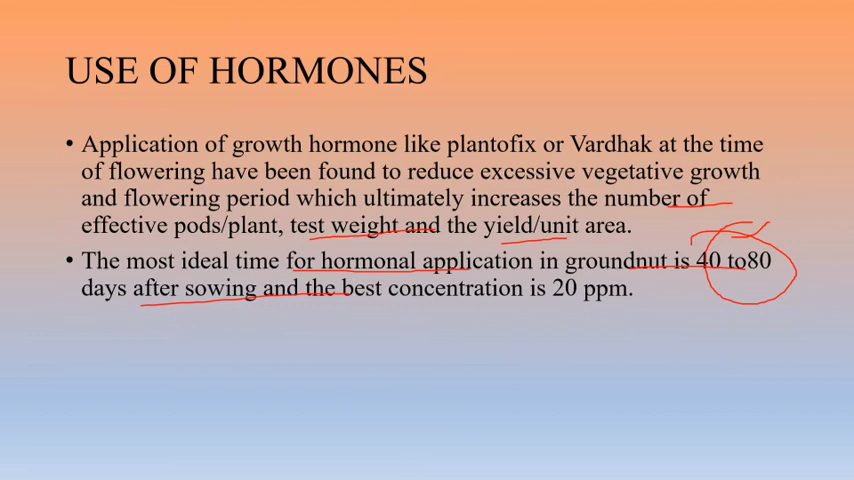 USE OF HORMONES
• Application of growth hormone like plantofix or Vardhak at the time
of flowering have been found to reduce excessive vegetative growth
and flowering period which ultimately increases the number of
effective pods/plant, test weight and the yield/unit area.
• The most ideal time for hormonal application in groundnut is 40 to80
days after sowing and the best concentration is 20 ppm.